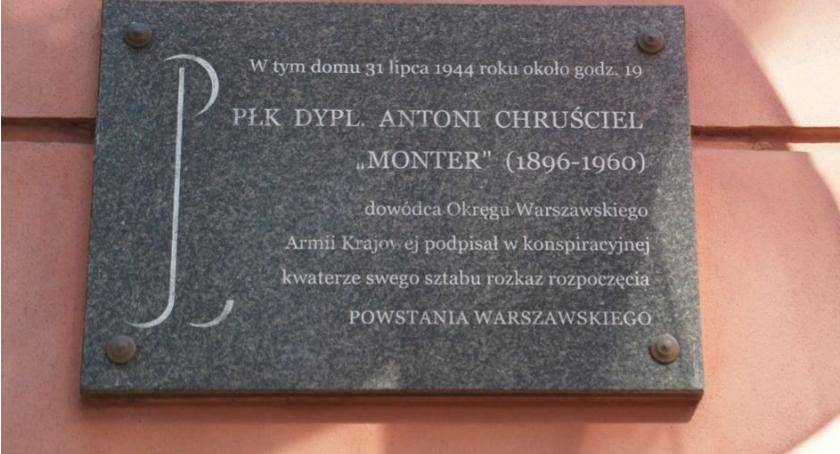 W tym domu 31 lipca 1944 roku około godz. 19
PŁK DYPL. ANTONI CHRUŚCIEL
„MONTER" (1896-1960)
dowódca Okręgu Warszawskiego
Armii Krajowej podpisał w konspiracyjnej
kwaterze swego sztabu rozkaz rozpoczęcia
POWSTANIA WARSZAWSKIEGO